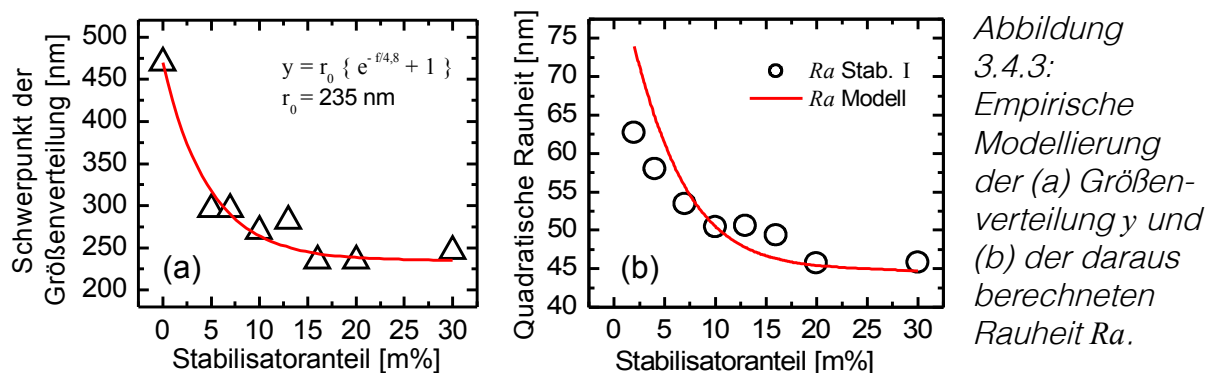 500
450
400
350
300
250
200
0 5 10 15 20 25 30
Schwerpunkt der
Größenverteilung [nm]
Stabilisatoranteil [m%]
y = r0 { e- f/4,8 + 1 }
r0 = 235 nm
(a)
75
70
65
60
55
50
45
40
0 5 10 15 20 25 30
Quadratische Rauheit [nm]
Stabilisatoranteil [m%]
Ra Stab. I
Ra Modell
(b)
Abbildung
3.4.3:
Empirische
Modellierung
der (a) Größen-
verteilung y und
(b) der daraus
berechneten
Rauheit Ra.